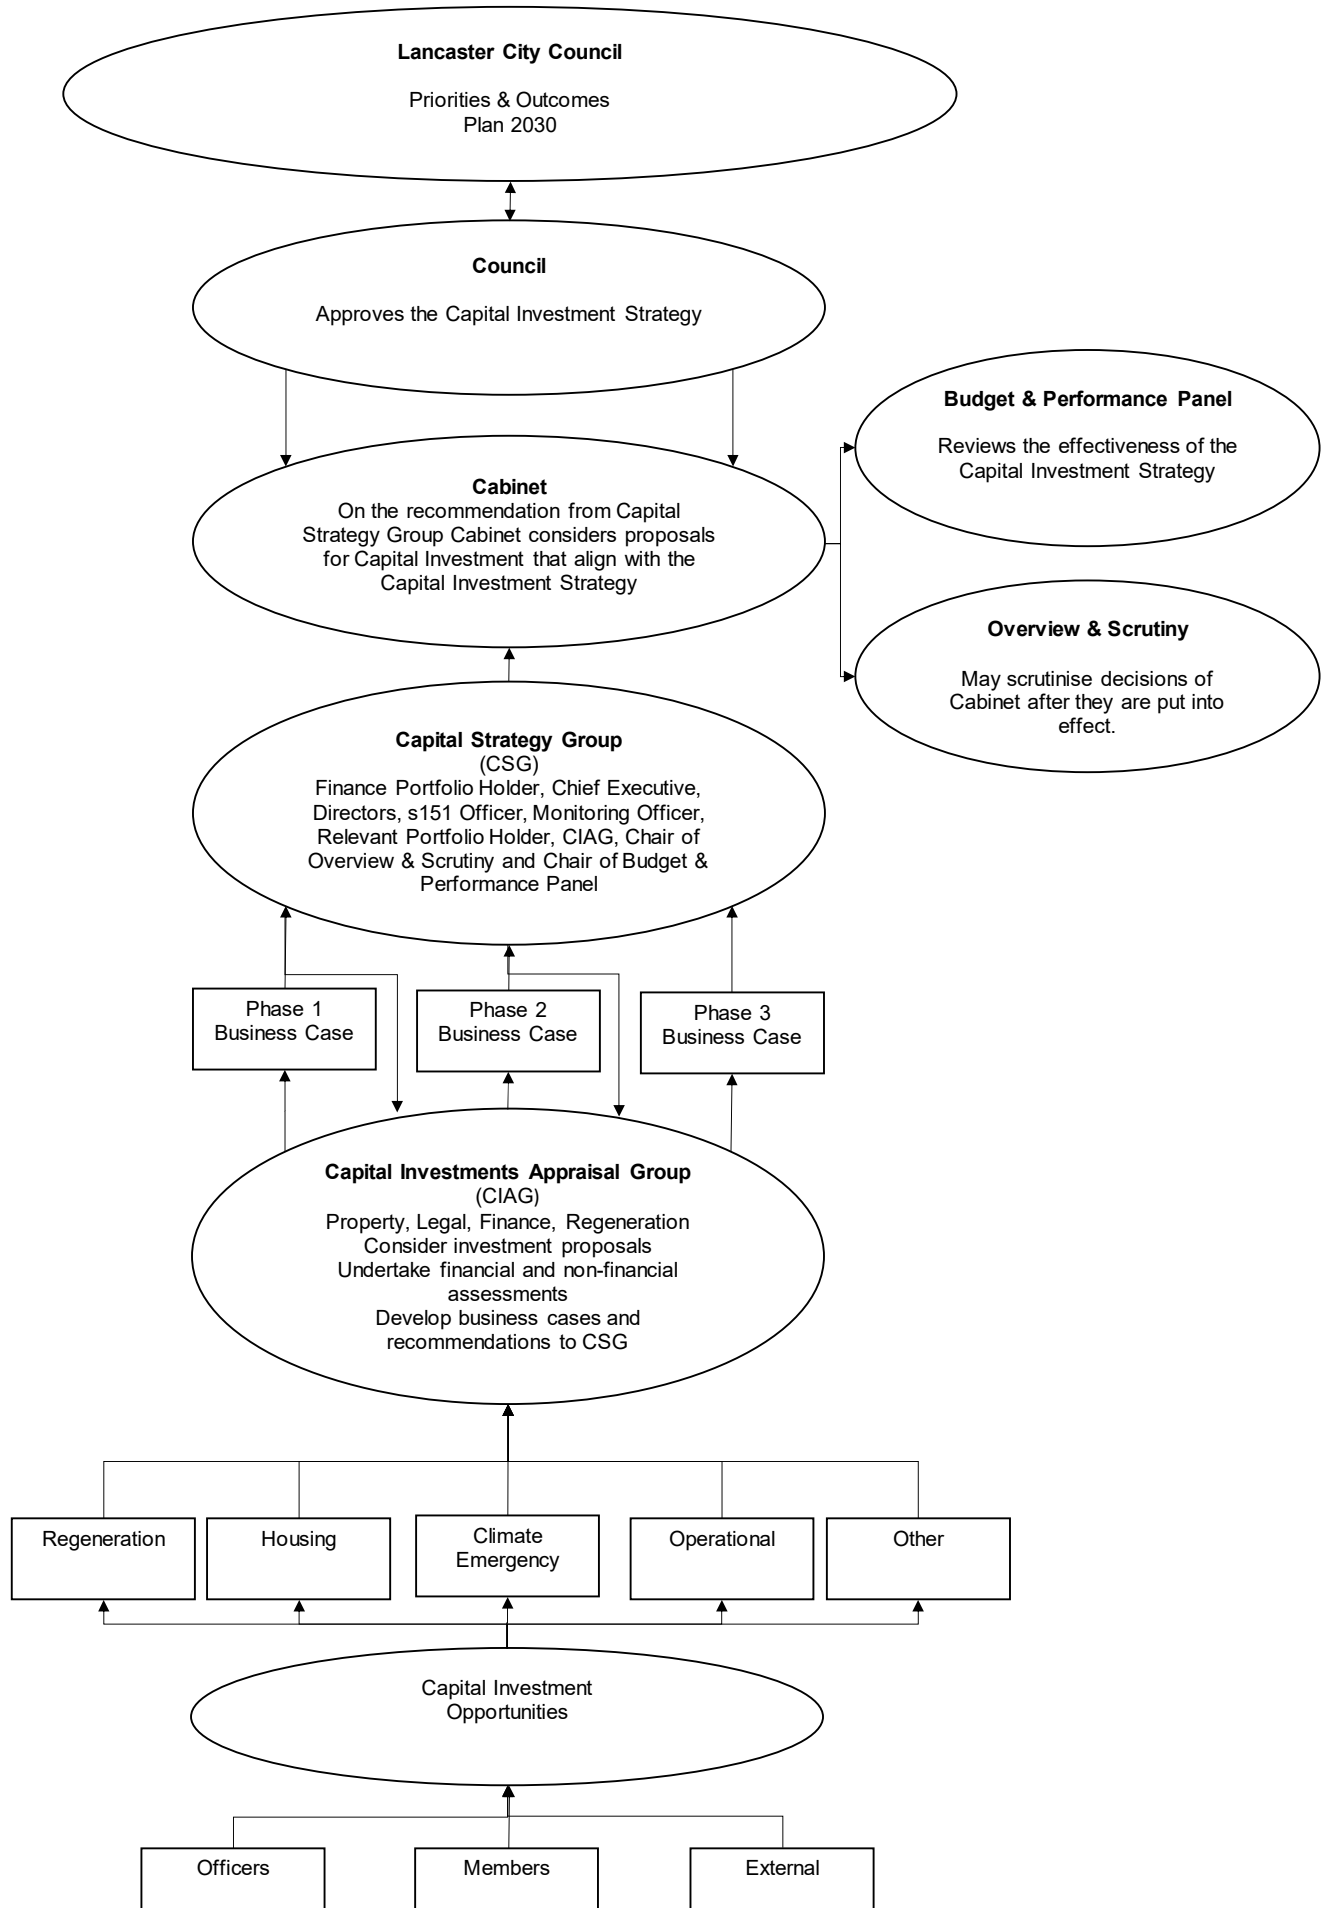 Lancaster City Council
Priorities & Outcomes
Plan 2030
Council
Approves the Capital Investment Strategy
Budget & Performance Panel
Reviews the effectiveness of the
Capital Investment Strategy
Cabinet
On the recommendation from Capital
Strategy Group Cabinet considers proposals
for Capital Investment that align with the
Capital Investment Strategy
Overview & Scrutiny
May scrutinise decisions of
Cabinet after they are put into
effect.
Capital Strategy Group
(CSG)
Finance Portfolio Holder, Chief Executive,
Directors, s151 Officer, Monitoring Officer,
Relevant Portfolio Holder, CIAG, Chair of
Overview & Scrutiny and Chair of Budget &
Performance Panel
Phase 1
Business Case
Phase 2
Business Case
Phase 3
Business Case
Capital Investments Appraisal Group
(CIAG)
Property, Legal, Finance, Regeneration
Consider investment proposals
Undertake financial and non-financial
assessments
Develop business cases and
recommendations to CSG
Regeneration
Housing
Climate
Emergency
Operational
Other
Capital Investment
Opportunities
Officers
Members
External